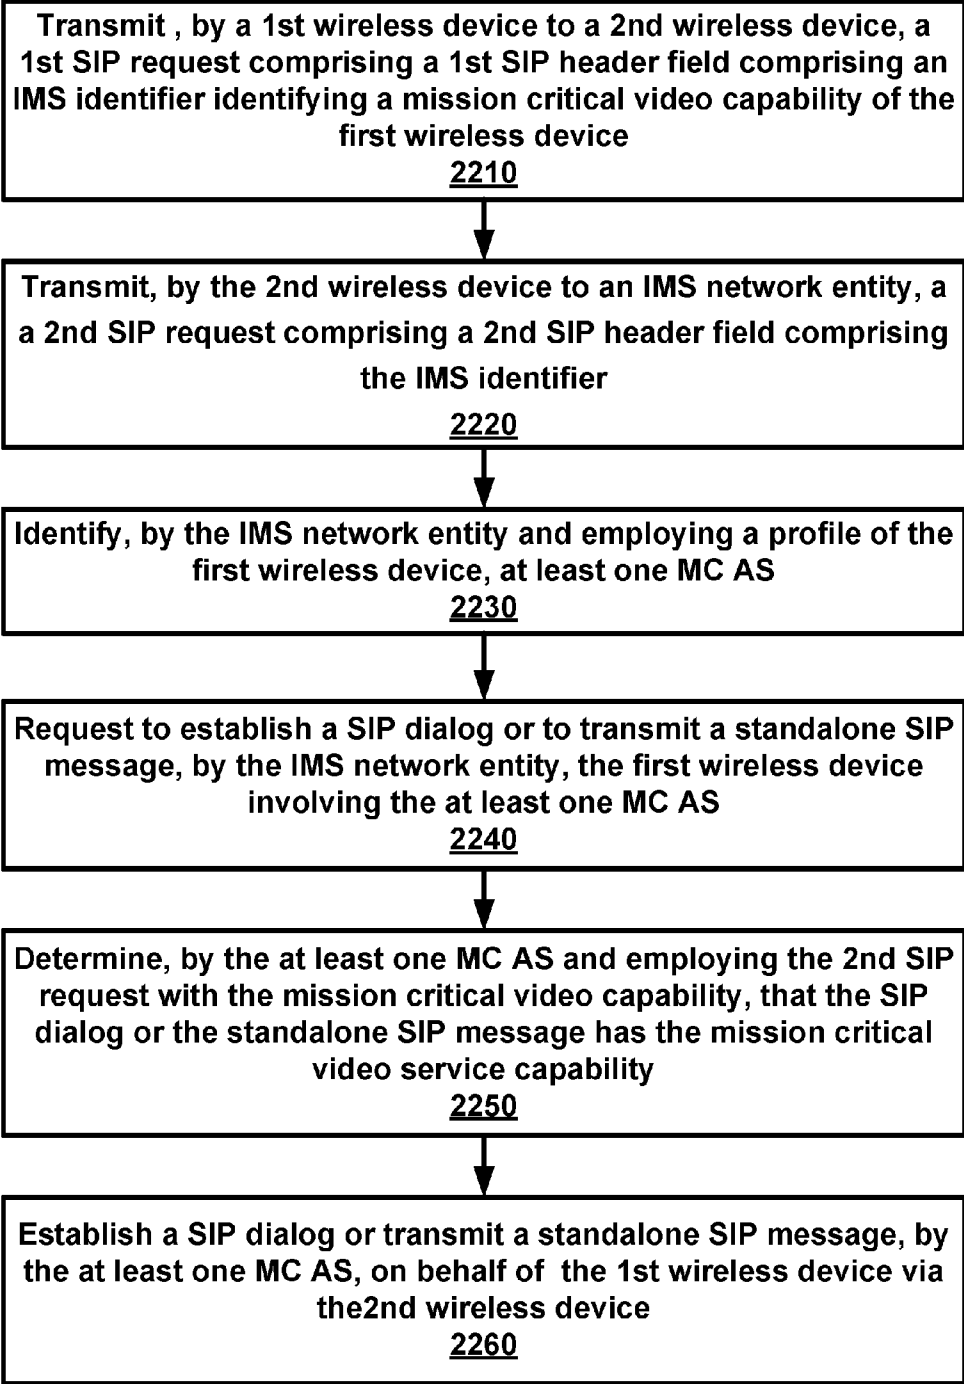 Transmit , by a 1st wireless device to a 2nd wireless device, a
1st SIP request comprising a 1st SIP header field comprising an
IMS identifier identifying a mission critical video capability of the
first wireless device
2210
Transmit, by the 2nd wireless device to an IMS network entity, a
a 2nd SIP request comprising a 2nd SIP header field comprising
the IMS identifier
2220
Identify, by the IMS network entity and employing a profile of the
first wireless device, at least one MC AS
2230
Request to establish a SIP dialog or to transmit a standalone SIP
message, by the IMS network entity, the first wireless device
involving the at least one MC AS
2240
Determine, by the at least one MC AS and employing the 2nd SIP
request with the mission critical video capability, that the SIP
dialog or the standalone SIP message has the mission critical
video service capability
2250
Establish a SIP dialog or transmit a standalone SIP message, by
the at least one MC AS, on behalf of  the 1st wireless device via
the2nd wireless device
2260